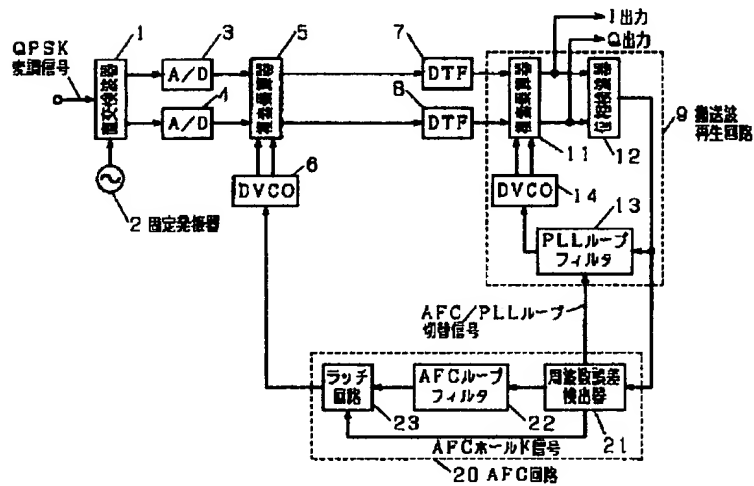 QPSK
変調信号
1
直交検波器
2 固定発振器
3
A/D
4
A/D
5
複素乗算器
6
DVCO
7
DTF
8
DTF
I出力
Q出力
11
複素乗算器
12
位相検波器
9 搬送波
再生回路
14
DVCO
13
PLLループ
フィルタ
AFC/PLLループ
切替信号
ラッチ
回路
23
AFCループ
フィルタ
22
周波数誤差
検出器
21
AFCホールド信号
20 AFC回路